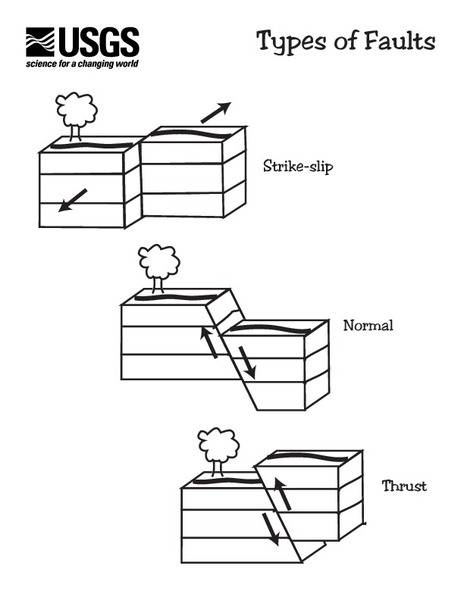 USGS
science for a changing world
Types of Faults
Strike-slip
Normal
Thrust